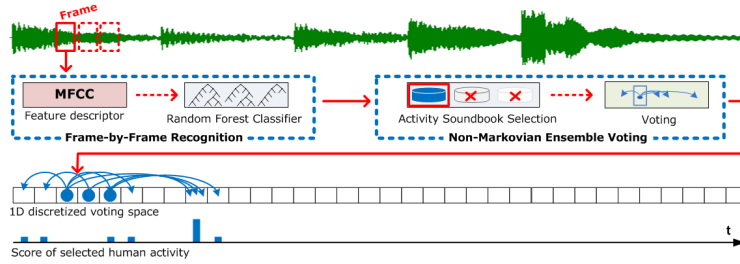 Frame
MFCC
Feature descriptor
Random Forest Classifier
Frame-by-Frame Recognition
Activity Soundbook Selection
Voting
Non-Markovian Ensemble Voting
1D discretized voting space
t
Score of selected human activity